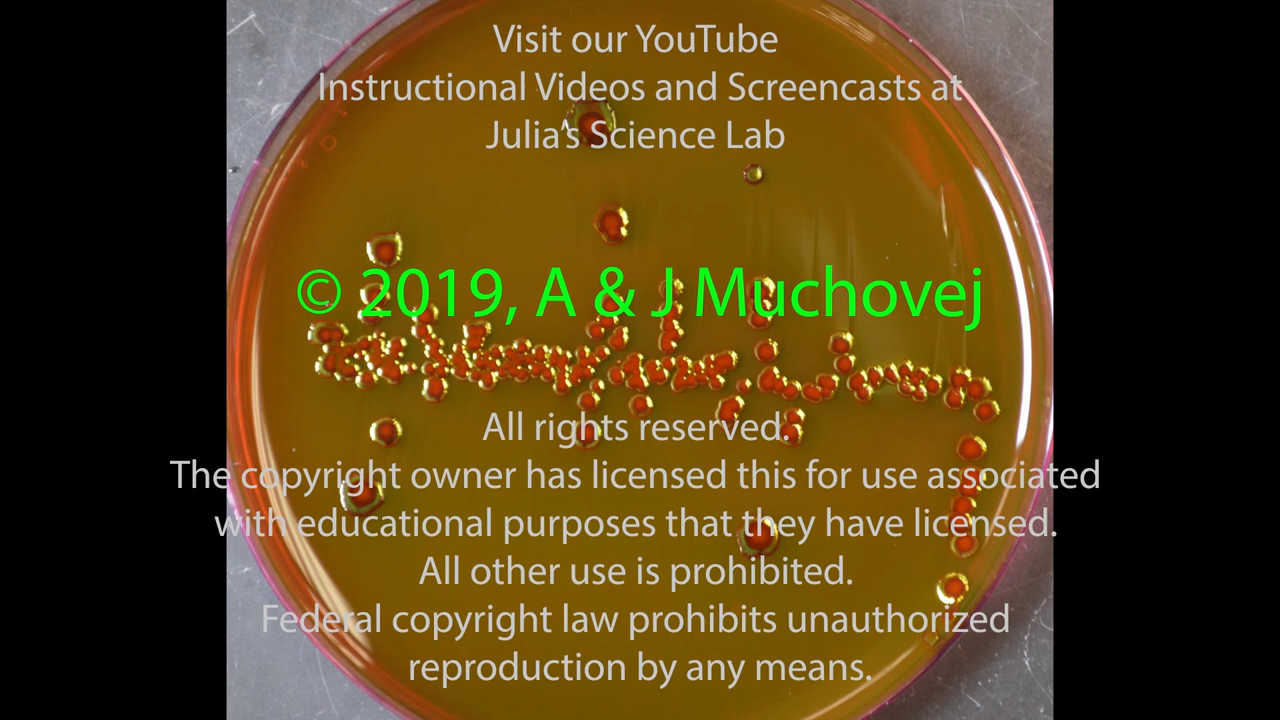 Visit our YouTube
Instructional Videos and Screencasts at
Julia's Science Lab
© 2019, A & J Muchovej
All rights reserved.
The copyright owner has licensed this for use associated
with educational purposes that they have licensed.
All other use is prohibited.
Federal copyright law prohibits unauthorized
reproduction by any means.